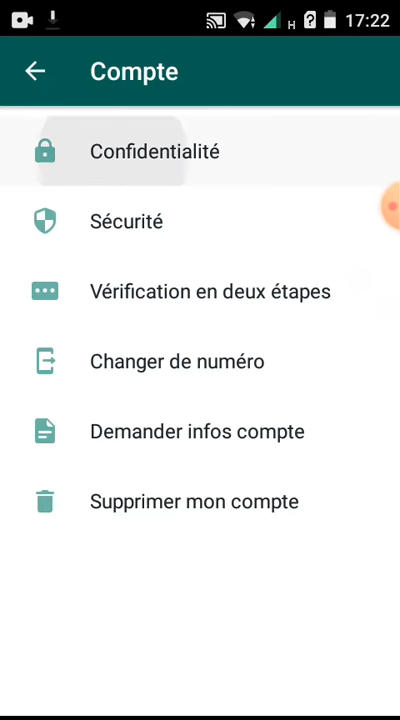 H ? 17:22
Compte
Confidentialité
Sécurité
Vérification en deux étapes
Changer de numéro
Demander infos compte
Supprimer mon compte